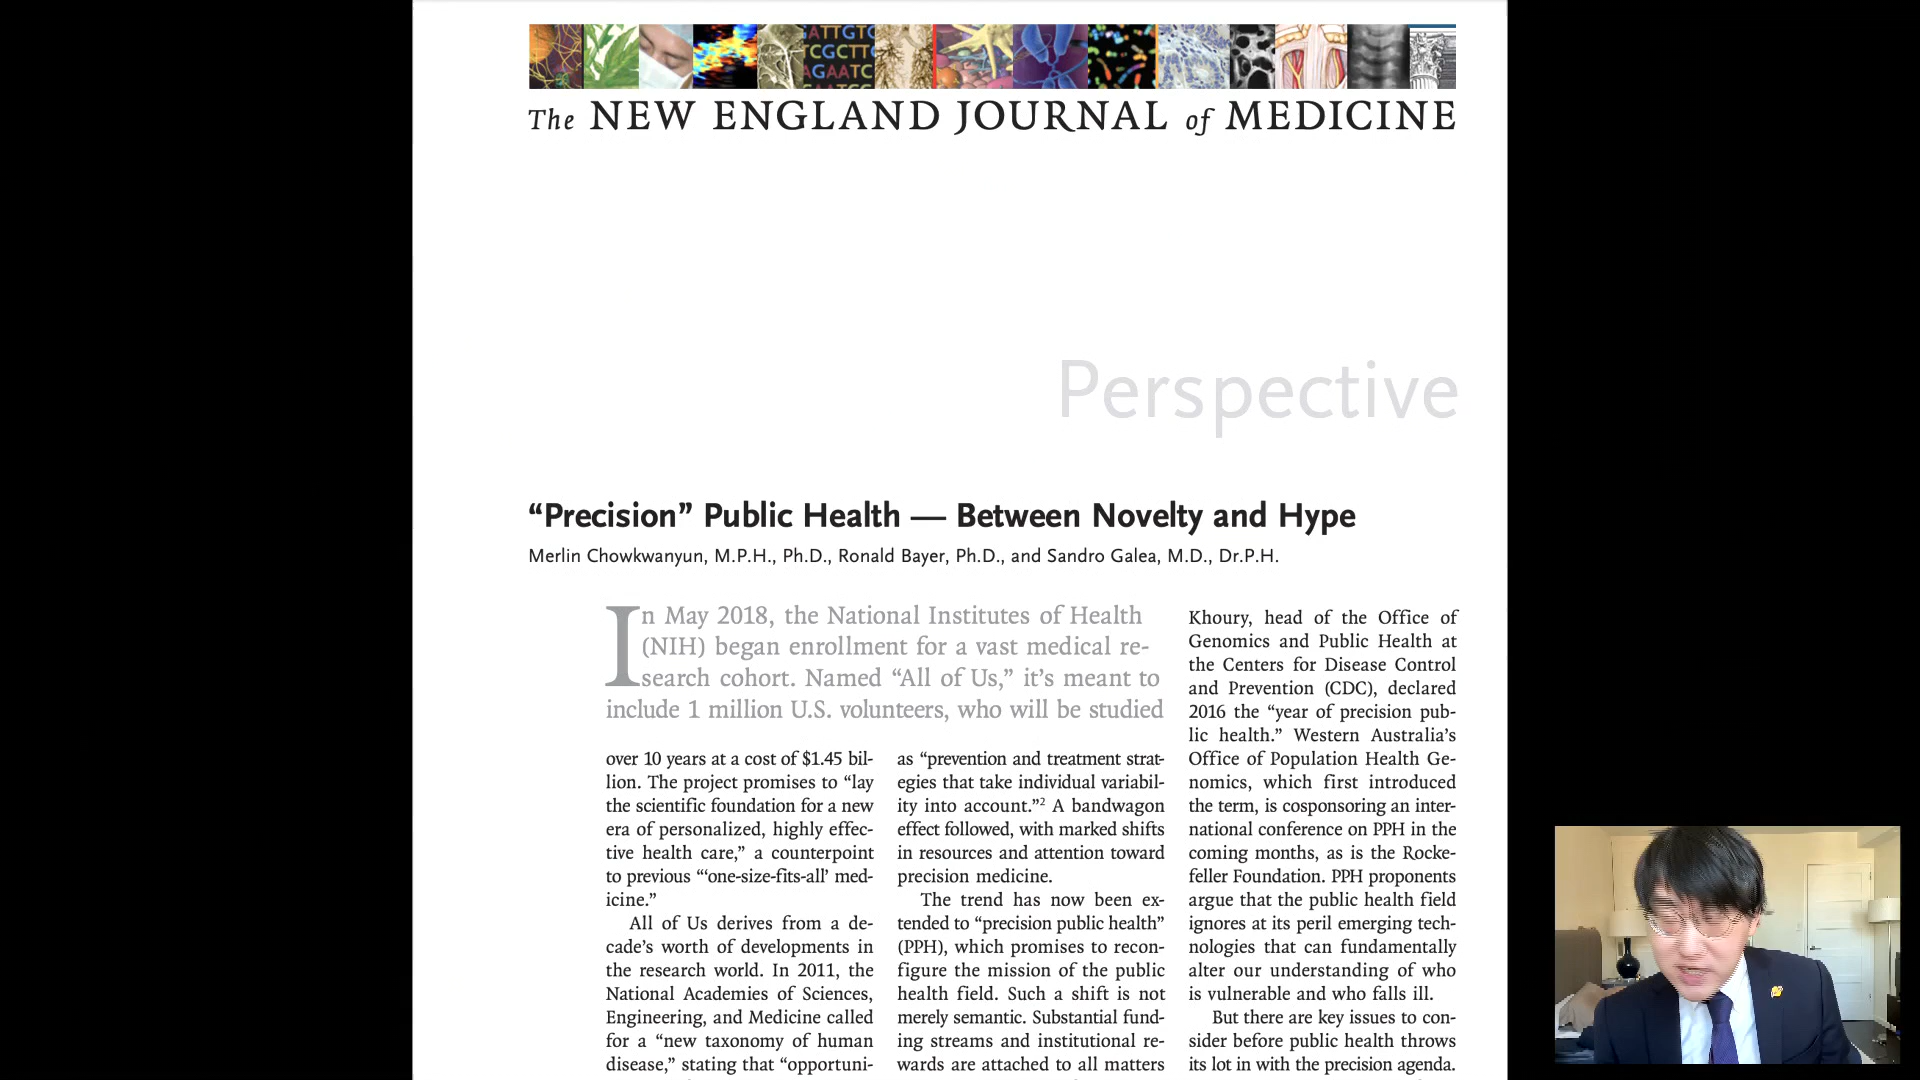 ATTGTC
TCGCTTC
AGAATC
The NEW ENGLAND JOURNAL of MEDICINE
Perspective
“Precision” Public Health — Between Novelty and Hype
Merlin Chowkwanyun, M.P.H., Ph.D., Ronald Bayer, Ph.D., and Sandro Galea, M.D., Dr.P.H.
In May 2018, the National Institutes of Health
(NIH) began enrollment for a vast medical re-
search cohort. Named “All of Us,” it’s meant to
include 1 million U.S. volunteers, who will be studied
over 10 years at a cost of $1.45 bil-
lion. The project promises to “lay
the scientific foundation for a new
era of personalized, highly effec-
tive health care,” a counterpoint
to previous “‘one-size-fits-all’ med-
icine.”
All of Us derives from a de-
cade’s worth of developments in
the research world. In 2011, the
National Academies of Sciences,
Engineering, and Medicine called
for a “new taxonomy of human
disease,” stating that “opportuni-
as “prevention and treatment strat-
egies that take individual variabil-
ity into account.”2 A bandwagon
effect followed, with marked shifts
in resources and attention toward
precision medicine.
The trend has now been ex-
tended to “precision public health”
(PPH), which promises to recon-
figure the mission of the public
health field. Such a shift is not
merely semantic. Substantial fund-
ing streams and institutional re-
wards are attached to all matters
Khoury, head of the Office of
Genomics and Public Health at
the Centers for Disease Control
and Prevention (CDC), declared
2016 the “year of precision pub-
lic health.” Western Australia’s
Office of Population Health Ge-
nomics, which first introduced
the term, is cosponsoring an inter-
national conference on PPH in the
coming months, as is the Rocke-
feller Foundation. PPH proponents
argue that the public health field
ignores at its peril emerging tech-
nologies that can fundamentally
alter our understanding of who
is vulnerable and who falls ill.
But there are key issues to con-
sider before public health throws
its lot in with the precision agenda.